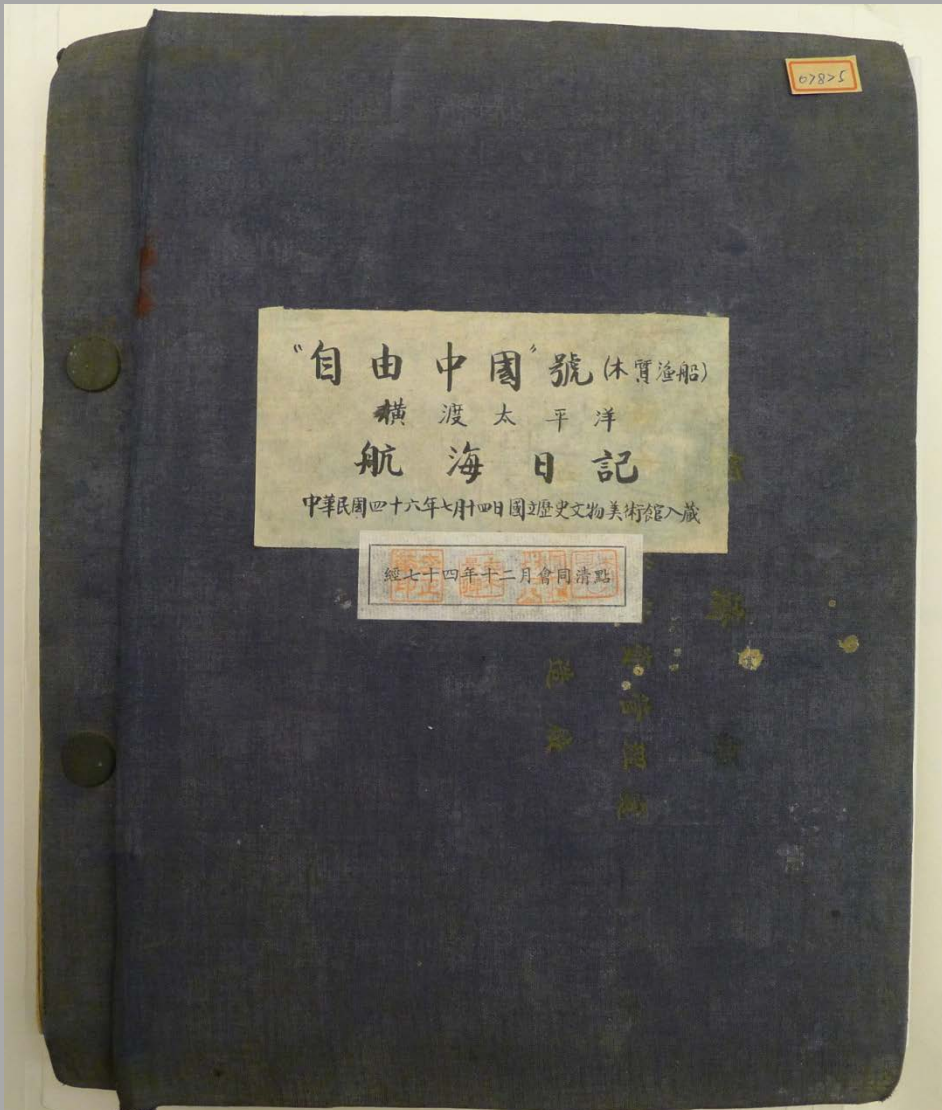 07875
"自由中國"號(木質漁船)
橫渡太平洋
航海日記
中華民國四十六年七月十四日國立歷史文物美術館入藏
經七十四年十二月會同清點